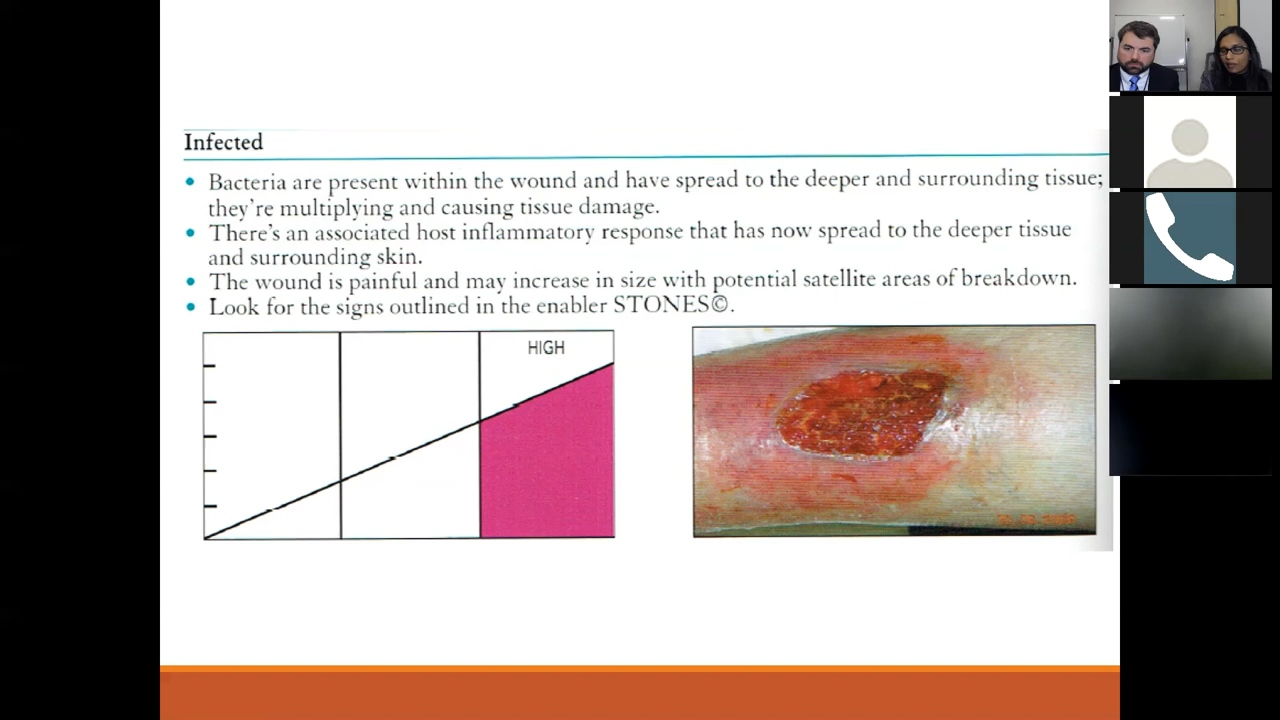 Infected
• Bacteria are present within the wound and have spread to the deeper and surrounding tissue;
they're multiplying and causing tissue damage.
• There's an associated host inflammatory response that has now spread to the deeper tissue
and surrounding skin.
• The wound is painful and may increase in size with potential satellite areas of breakdown.
• Look for the signs outlined in the enabler STONES©.
HIGH